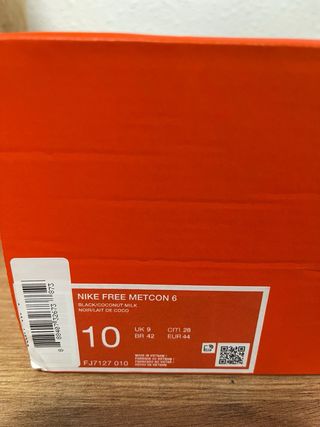 NIKE FREE METCON 6
BLACK/COCONUT MILK
NOIR/LAIT DE COCO
10
UK 9
CM 28
BR 42
EUR 44
FJ7127 010
MADE IN VIETNAM